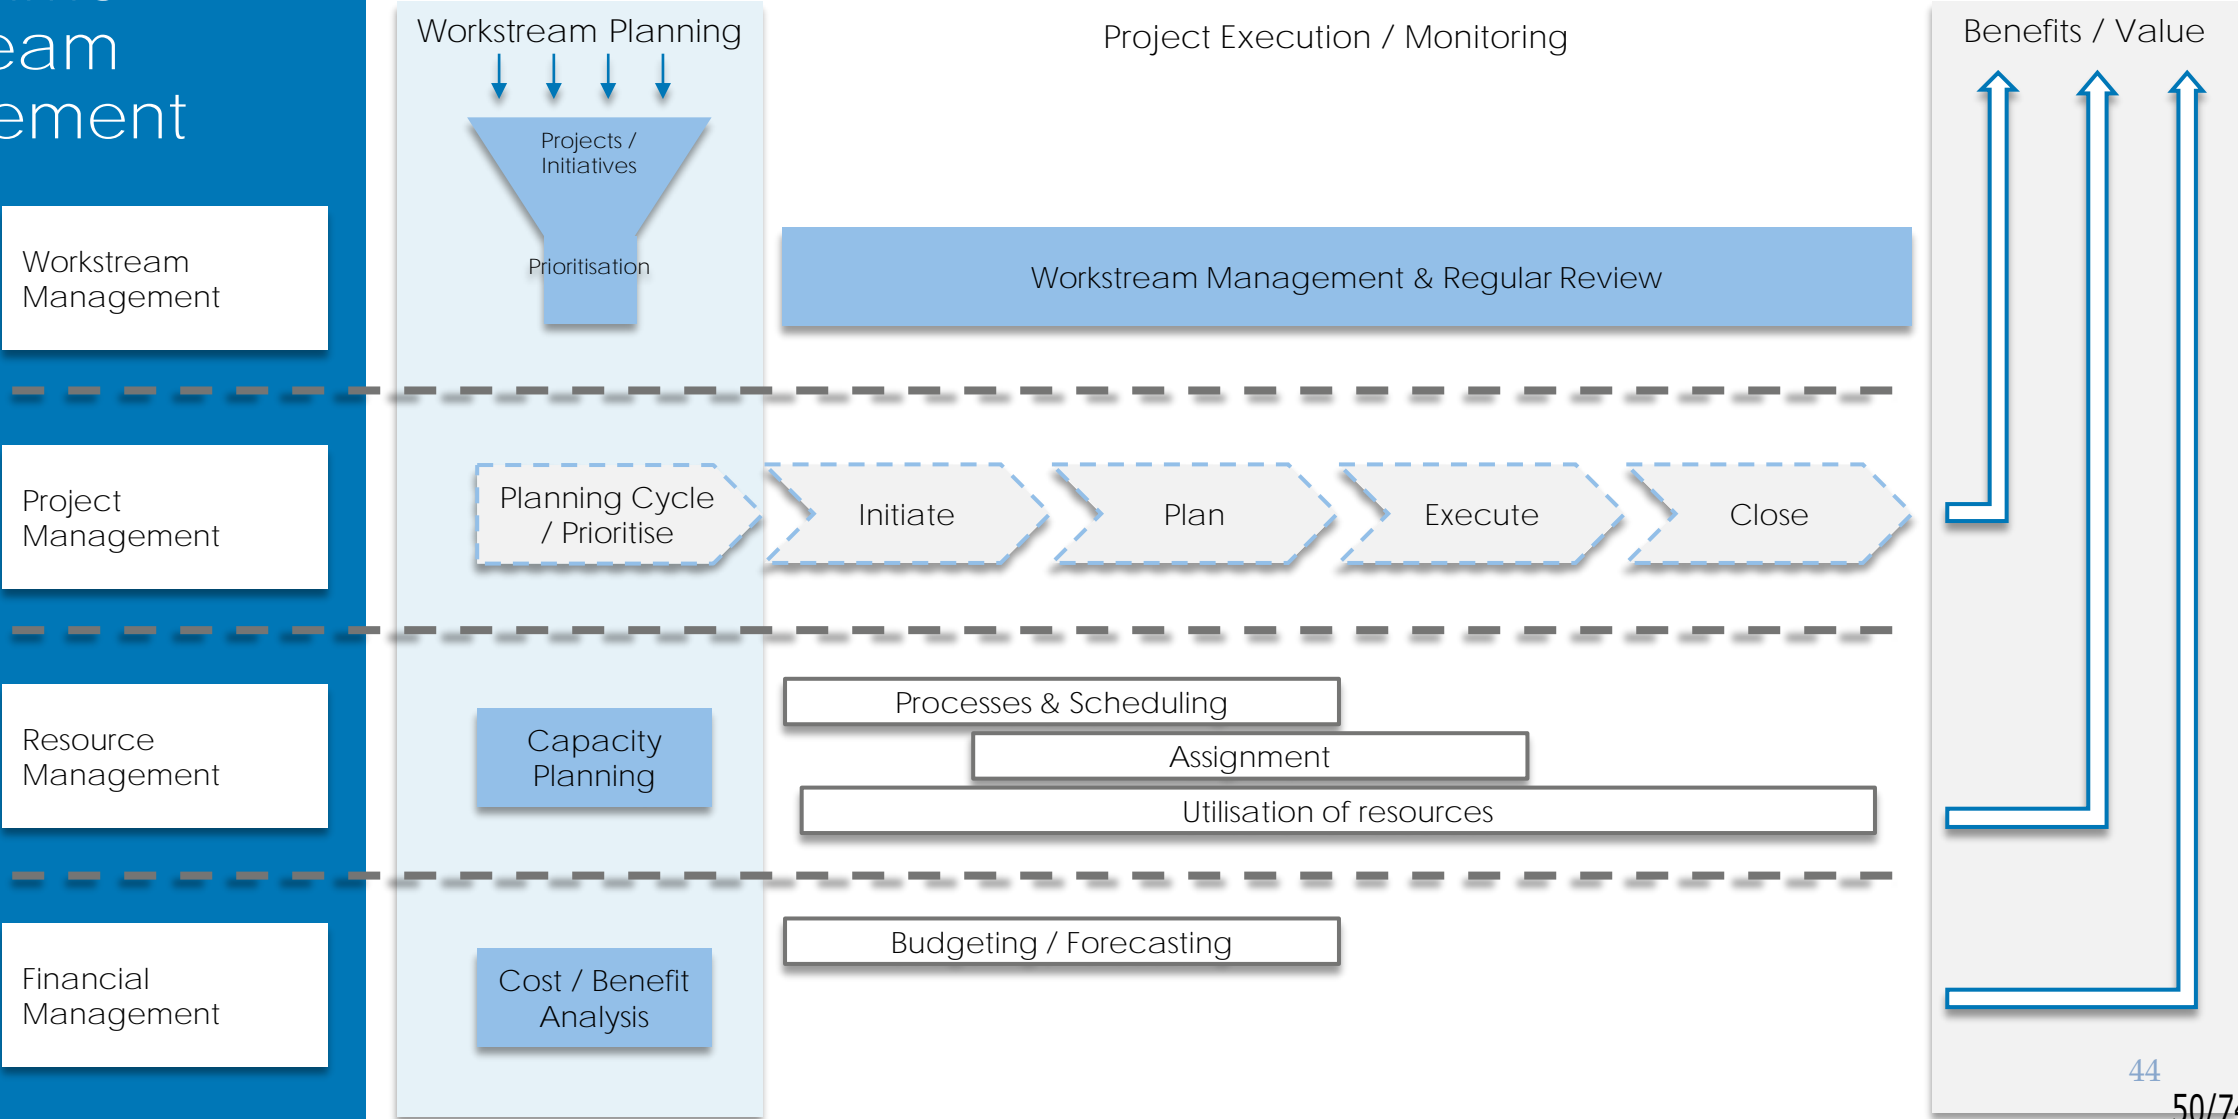 eam
ement
Workstream Planning
Project Execution / Monitoring
Benefits / Value
Projects /
Initiatives
Prioritisation
Workstream
Management
Workstream Management & Regular Review
Project
Management
Planning Cycle
/ Prioritise
Initiate
Plan
Execute
Close
Resource
Management
Capacity
Planning
Processes & Scheduling
Assignment
Utilisation of resources
Financial
Management
Cost / Benefit
Analysis
Budgeting / Forecasting
44
50/7